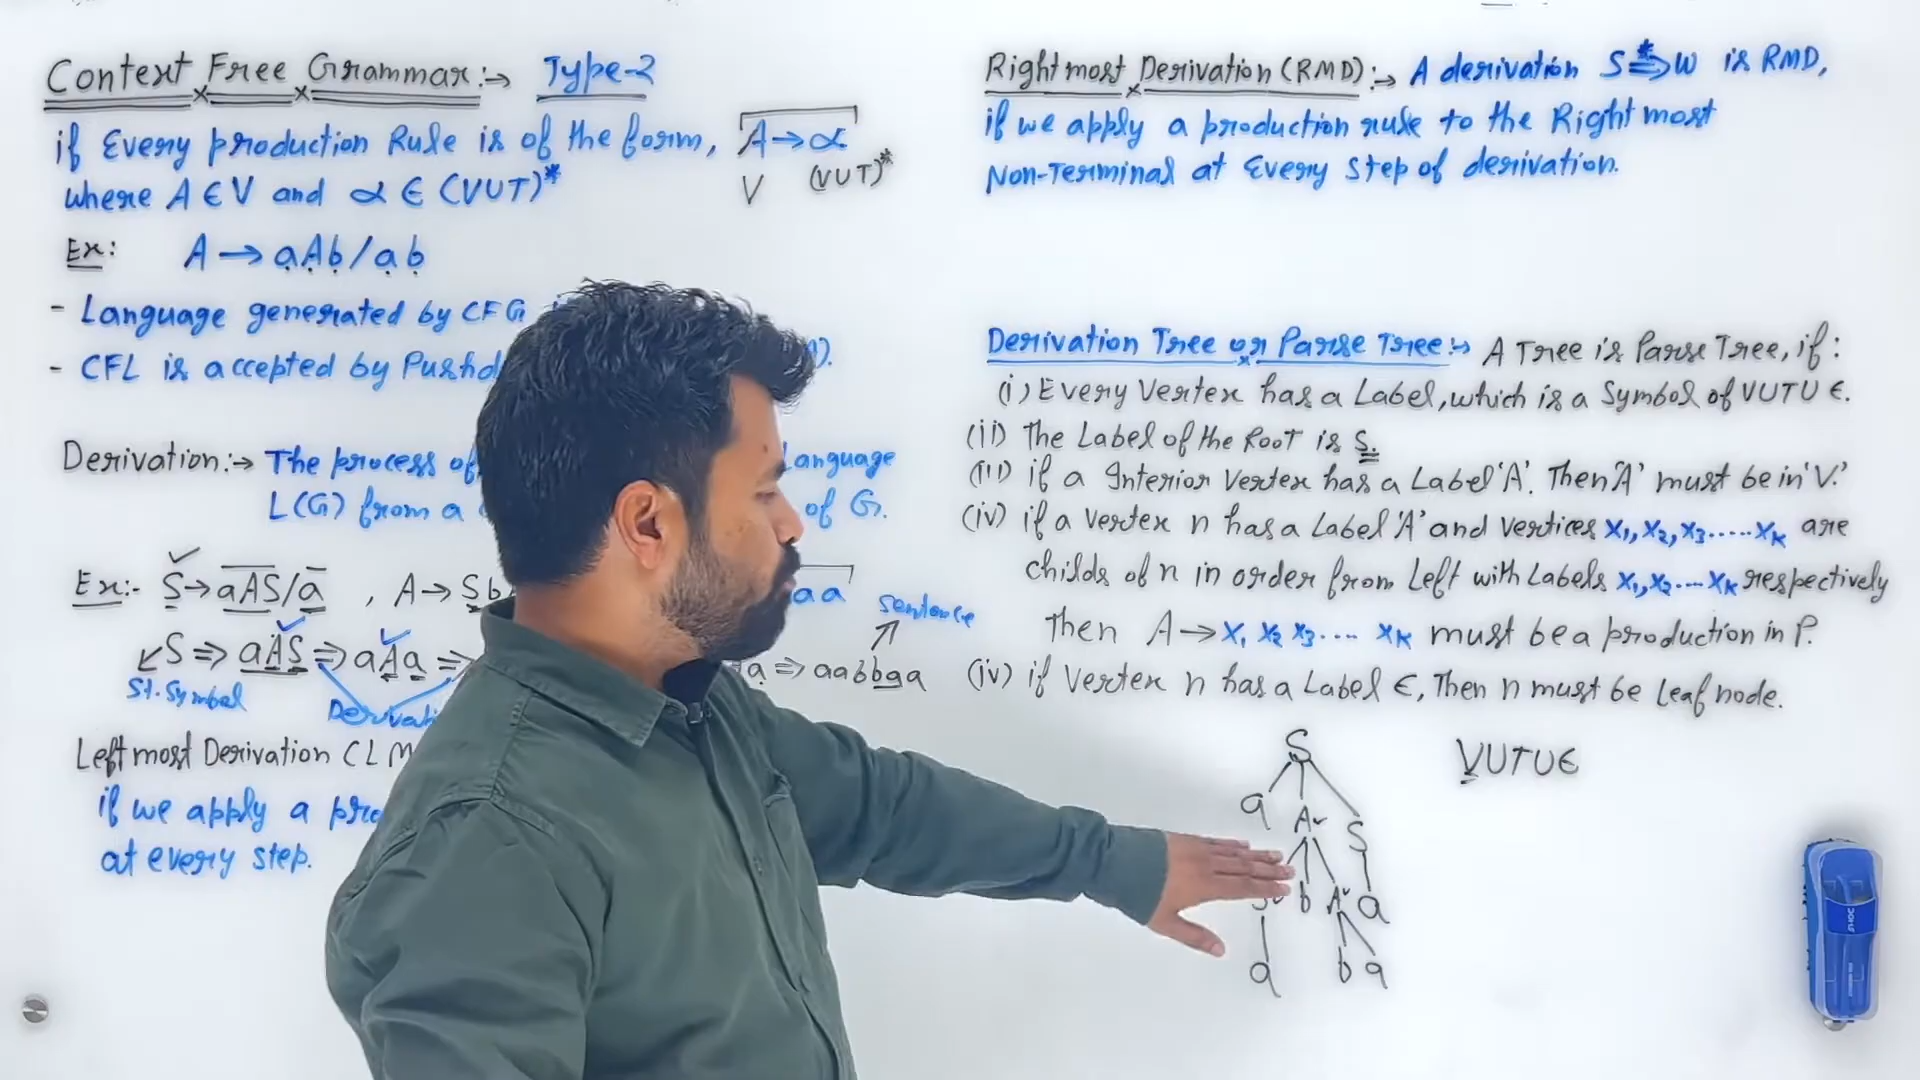 Context Free Grammar :→ Type-2
if Every production Rule is of the form, A → α
where A ∈ V and α ∈ (VUT)*
V (VUT)*
Ex: A → aAb / ab
- Language generated by CFG
- CFL is accepted by Pushd ).
Derivation :→ The process of Language
L(G) from a of G.
Ex:- S → aAS / a , A → Sb aa
sentence
S ⇒ aAS ⇒ aAa ⇒ a ⇒ aabbaa
St. Symbol Derivati
Leftmost Derivation (LM
if we apply a pro
at every step.
Rightmost Derivation (RMD) :→ A derivation S *⇒ W is RMD,
if we apply a production rule to the Rightmost
Non-Terminal at Every Step of derivation.
Derivation Tree or Parse Tree :→ A Tree is Parse Tree, if :
(i) Every Vertex has a Label, which is a Symbol of VUTU ∈.
(ii) The Label of the Root is S.
(iii) if a Interior Vertex has a Label 'A'. Then 'A' must be in 'V'.
(iv) if a Vertex n has a Label 'A' and Vertices X1, X2, X3.....XK are
childs of n in order from Left with Labels X1, X2....XK respectively
Then A → X1 X2 X3.... XK must be a production in P.
(iv) if Vertex n has a Label ∈, Then n must be Leaf node.
S
VUTU∈
a A S
S b A a
a b a